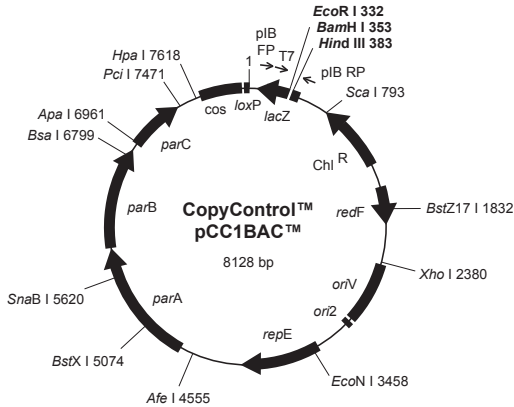 EcoR I 332
BamH I 353
Hind III 383
pIB
FP
T7
pIB RP
1
Hpa I 7618
Pci I 7471
cos
loxP
lacZ
Sca I 793
Apa I 6961
Bsa I 6799
parC
Chl R
parB
CopyControl™
pCC1BAC™
8128 bp
redF
BstZ17 I 1832
Xho I 2380
SnaB I 5620
parA
oriV
ori2
repE
BstX I 5074
Afe I 4555
EcoN I 3458